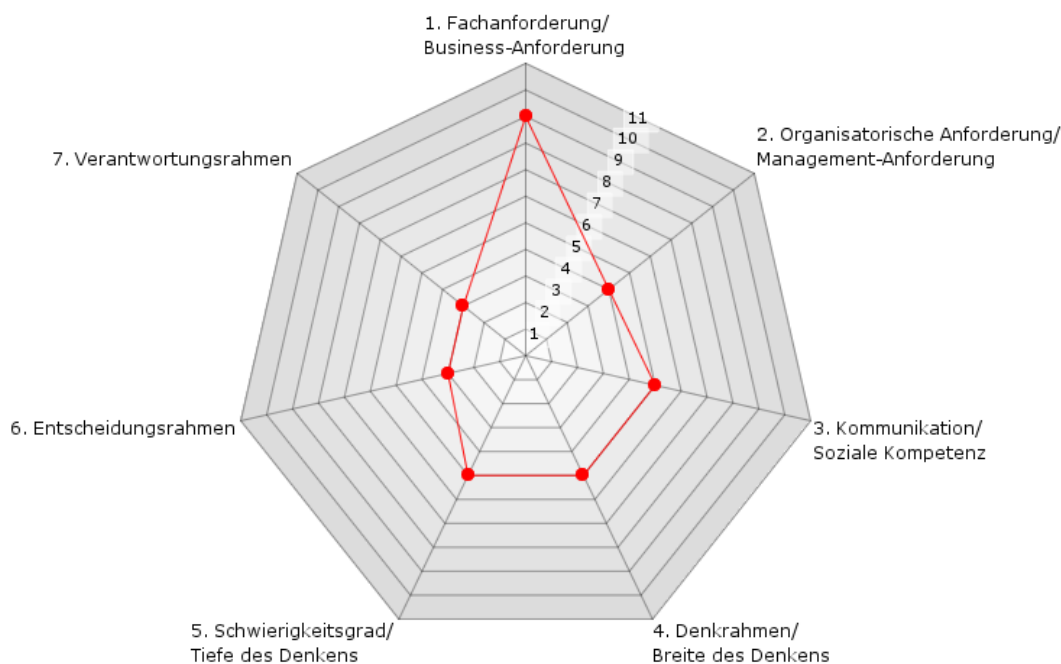 1. Fachanforderung/
Business-Anforderung
2. Organisatorische Anforderung/
Management-Anforderung
3. Kommunikation/
Soziale Kompetenz
4. Denkrahmen/
Breite des Denkens
5. Schwierigkeitsgrad/
Tiefe des Denkens
6. Entscheidungsrahmen
7. Verantwortungsrahmen
11
10
9
8
7
6
5
4
3
2
1